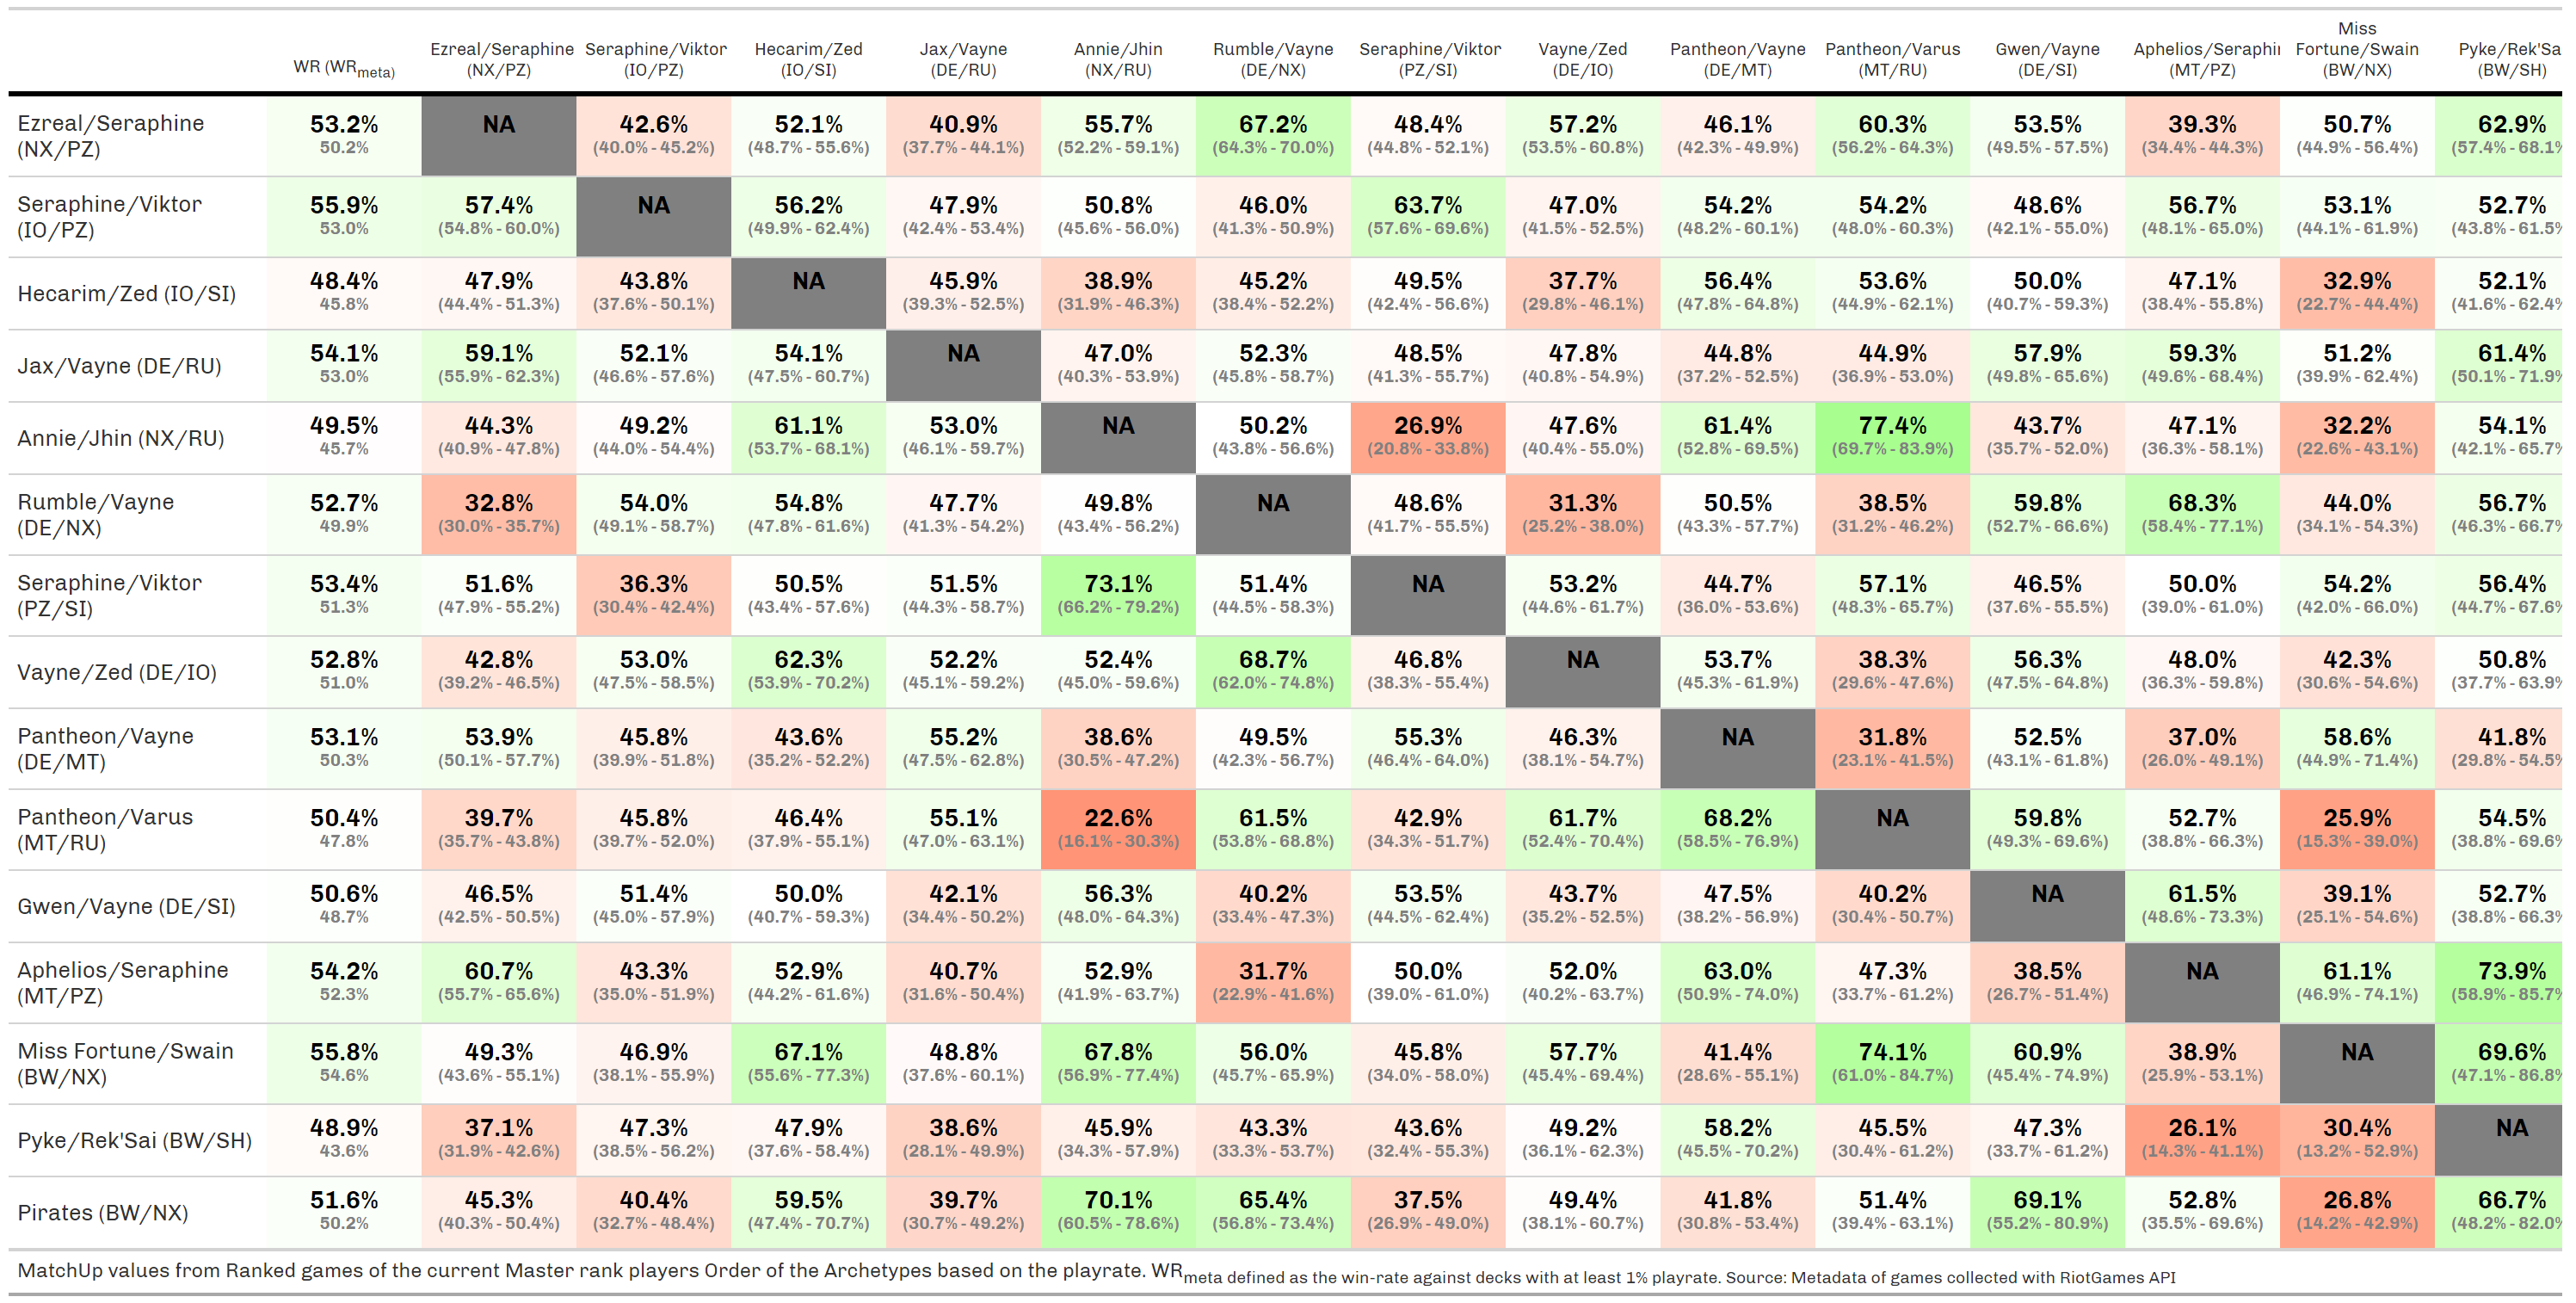 WR (WRmeta) Ezreal/Seraphine (NX/PZ) Seraphine/Viktor (IO/PZ) Hecarim/Zed (IO/SI) Jax/Vayne (DE/RU) Annie/Jhin (NX/RU) Rumble/Vayne (DE/NX) Seraphine/Viktor (PZ/SI) Vayne/Zed (DE/IO) Pantheon/Vayne (DE/MT) Pantheon/Varus (MT/RU) Gwen/Vayne (DE/SI) Aphelios/Seraphi (MT/PZ) Miss Fortune/Swain (BW/NX) Pyke/Rek'Sa (BW/SH)
Ezreal/Seraphine 53.2% NA 42.6% 52.1% 40.9% 55.7% 67.2% 48.4% 57.2% 46.1% 60.3% 53.5% 39.3% 50.7% 62.9%
(NX/PZ) 50.2% (40.0% - 45.2%) (48.7% - 55.6%) (37.7% - 44.1%) (52.2% - 59.1%) (64.3% - 70.0%) (44.8% - 52.1%) (53.5% - 60.8%) (42.3% - 49.9%) (56.2% - 64.3%) (49.5% - 57.5%) (34.4% - 44.3%) (44.9% - 56.4%) (57.4% - 68.1%
Seraphine/Viktor 55.9% 57.4% NA 56.2% 47.9% 50.8% 46.0% 63.7% 47.0% 54.2% 54.2% 48.6% 56.7% 53.1% 52.7%
(IO/PZ) 53.0% (54.8% - 60.0%) (49.9% - 62.4%) (42.4% - 53.4%) (45.6% - 56.0%) (41.3% - 50.9%) (57.6% - 69.6%) (41.5% - 52.5%) (48.2% - 60.1%) (48.0% - 60.3%) (42.1% - 55.0%) (48.1% - 65.0%) (44.1% - 61.9%) (43.8% - 61.5%
Hecarim/Zed (IO/SI) 48.4% 47.9% 43.8% NA 45.9% 38.9% 45.2% 49.5% 37.7% 56.4% 53.6% 50.0% 47.1% 32.9% 52.1%
45.8% (44.4% - 51.3%) (37.6% - 50.1%) (39.3% - 52.5%) (31.9% - 46.3%) (38.4% - 52.2%) (42.4% - 56.6%) (29.8% - 46.1%) (47.8% - 64.8%) (44.9% - 62.1%) (40.7% - 59.3%) (38.4% - 55.8%) (22.7% - 44.4%) (41.6% - 62.4%
Jax/Vayne (DE/RU) 54.1% 59.1% 52.1% 54.1% NA 47.0% 52.3% 48.5% 47.8% 44.8% 44.9% 57.9% 59.3% 51.2% 61.4%
53.0% (55.9% - 62.3%) (46.6% - 57.6%) (47.5% - 60.7%) (40.3% - 53.9%) (45.8% - 58.7%) (41.3% - 55.7%) (40.8% - 54.9%) (37.2% - 52.5%) (36.9% - 53.0%) (49.8% - 65.6%) (49.6% - 68.4%) (39.9% - 62.4%) (50.1% - 71.9%
Annie/Jhin (NX/RU) 49.5% 44.3% 49.2% 61.1% 53.0% NA 50.2% 26.9% 47.6% 61.4% 77.4% 43.7% 47.1% 32.2% 54.1%
45.7% (40.9% - 47.8%) (44.0% - 54.4%) (53.7% - 68.1%) (46.1% - 59.7%) (43.8% - 56.6%) (20.8% - 33.8%) (40.4% - 55.0%) (52.8% - 69.5%) (69.7% - 83.9%) (35.7% - 52.0%) (36.3% - 58.1%) (22.6% - 43.1%) (42.1% - 65.7%
Rumble/Vayne 52.7% 32.8% 54.0% 54.8% 47.7% 49.8% NA 48.6% 31.3% 50.5% 38.5% 59.8% 68.3% 44.0% 56.7%
(DE/NX) 49.9% (30.0% - 35.7%) (49.1% - 58.7%) (47.8% - 61.6%) (41.3% - 54.2%) (43.4% - 56.2%) (41.7% - 55.5%) (25.2% - 38.0%) (43.3% - 57.7%) (31.2% - 46.2%) (52.7% - 66.6%) (58.4% - 77.1%) (34.1% - 54.3%) (46.3% - 66.7%
Seraphine/Viktor 53.4% 51.6% 36.3% 50.5% 51.5% 73.1% 51.4% NA 53.2% 44.7% 57.1% 46.5% 50.0% 54.2% 56.4%
(PZ/SI) 51.3% (47.9% - 55.2%) (30.4% - 42.4%) (43.4% - 57.6%) (44.3% - 58.7%) (66.2% - 79.2%) (44.5% - 58.3%) (44.6% - 61.7%) (36.0% - 53.6%) (48.3% - 65.7%) (37.6% - 55.5%) (39.0% - 61.0%) (42.0% - 66.0%) (44.7% - 67.6%
Vayne/Zed (DE/IO) 52.8% 42.8% 53.0% 62.3% 52.2% 52.4% 68.7% 46.8% NA 53.7% 38.3% 56.3% 48.0% 42.3% 50.8%
51.0% (39.2% - 46.5%) (47.5% - 58.5%) (53.9% - 70.2%) (45.1% - 59.2%) (45.0% - 59.6%) (62.0% - 74.8%) (38.3% - 55.4%) (45.3% - 61.9%) (29.6% - 47.6%) (47.5% - 64.8%) (36.3% - 59.8%) (30.6% - 54.6%) (37.7% - 63.9%
Pantheon/Vayne 53.1% 53.9% 45.8% 43.6% 55.2% 38.6% 49.5% 55.3% 46.3% NA 31.8% 52.5% 37.0% 58.6% 41.8%
(DE/MT) 50.3% (50.1% - 57.7%) (39.9% - 51.8%) (35.2% - 52.2%) (47.5% - 62.8%) (30.5% - 47.2%) (42.3% - 56.7%) (46.4% - 64.0%) (38.1% - 54.7%) (23.1% - 41.5%) (43.1% - 61.8%) (26.0% - 49.1%) (44.9% - 71.4%) (29.8% - 54.5%
Pantheon/Varus 50.4% 39.7% 45.8% 46.4% 55.1% 22.6% 61.5% 42.9% 61.7% 68.2% NA 59.8% 52.7% 25.9% 54.5%
(MT/RU) 47.8% (35.7% - 43.8%) (39.7% - 52.0%) (37.9% - 55.1%) (47.0% - 63.1%) (16.1% - 30.3%) (53.8% - 68.8%) (34.3% - 51.7%) (52.4% - 70.4%) (58.5% - 76.9%) (49.3% - 69.6%) (38.8% - 66.3%) (15.3% - 39.0%) (38.8% - 69.6%
Gwen/Vayne (DE/SI) 50.6% 46.5% 51.4% 50.0% 42.1% 56.3% 40.2% 53.5% 43.7% 47.5% 40.2% NA 61.5% 39.1% 52.7%
48.7% (42.5% - 50.5%) (45.0% - 57.9%) (40.7% - 59.3%) (34.4% - 50.2%) (48.0% - 64.3%) (33.4% - 47.3%) (44.5% - 62.4%) (35.2% - 52.5%) (38.2% - 56.9%) (30.4% - 50.7%) (48.6% - 73.3%) (25.1% - 54.6%) (38.8% - 66.3%
Aphelios/Seraphine 54.2% 60.7% 43.3% 52.9% 40.7% 52.9% 31.7% 50.0% 52.0% 63.0% 47.3% 38.5% NA 61.1% 73.9%
(MT/PZ) 52.3% (55.7% - 65.6%) (35.0% - 51.9%) (44.2% - 61.6%) (31.6% - 50.4%) (41.9% - 63.7%) (22.9% - 41.6%) (39.0% - 61.0%) (40.2% - 63.7%) (50.9% - 74.0%) (33.7% - 61.2%) (26.7% - 51.4%) (46.9% - 74.1%) (58.9% - 85.7%
Miss Fortune/Swain 55.8% 49.3% 46.9% 67.1% 48.8% 67.8% 56.0% 45.8% 57.7% 41.4% 74.1% 60.9% 38.9% NA 69.6%
(BW/NX) 54.6% (43.6% - 55.1%) (38.1% - 55.9%) (55.6% - 77.3%) (37.6% - 60.1%) (56.9% - 77.4%) (45.7% - 65.9%) (34.0% - 58.0%) (45.4% - 69.4%) (28.6% - 55.1%) (61.0% - 84.7%) (45.4% - 74.9%) (25.9% - 53.1%) (47.1% - 86.8%
Pyke/Rek'Sai (BW/SH) 48.9% 37.1% 47.3% 47.9% 38.6% 45.9% 43.3% 43.6% 49.2% 58.2% 45.5% 47.3% 26.1% 30.4% NA
43.6% (31.9% - 42.6%) (38.5% - 56.2%) (37.6% - 58.4%) (28.1% - 49.9%) (34.3% - 57.9%) (33.3% - 53.7%) (32.4% - 55.3%) (36.1% - 62.3%) (45.5% - 70.2%) (30.4% - 61.2%) (33.7% - 61.2%) (14.3% - 41.1%) (13.2% - 52.9%)
Pirates (BW/NX) 51.6% 45.3% 40.4% 59.5% 39.7% 70.1% 65.4% 37.5% 49.4% 41.8% 51.4% 69.1% 52.8% 26.8% 66.7%
50.2% (40.3% - 50.4%) (32.7% - 48.4%) (47.4% - 70.7%) (30.7% - 49.2%) (60.5% - 78.6%) (56.8% - 73.4%) (26.9% - 49.0%) (38.1% - 60.7%) (30.8% - 53.4%) (39.4% - 63.1%) (55.2% - 80.9%) (35.5% - 69.6%) (14.2% - 42.9%) (48.2% - 82.0%
MatchUp values from Ranked games of the current Master rank players Order of the Archetypes based on the playrate. WRmeta defined as the win-rate against decks with at least 1% playrate. Source: Metadata of games collected with RiotGames API